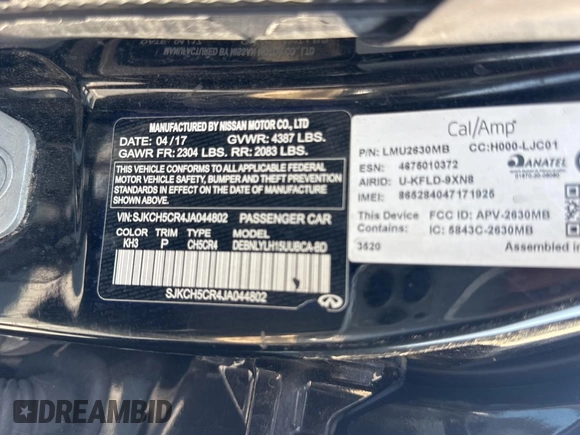 MANUFACTURED BY NISSAN MOTOR CO., LTD.
DATE: 04/17 GVWR: 4387 LBS.
GAWR FR: 2304 LBS. RR: 2083 LBS.
THIS VEHICLE CONFORMS TO ALL APPLICABLE FEDERAL
MOTOR VEHICLE SAFETY, BUMPER AND THEFT PREVENTION
STANDARDS IN EFFECT ON THE DATE OF MANUFACTURE
SHOWN ABOVE.
VIN: SJKCH5CR4JA044802 PASSENGER CAR
COLOR TRIM TYPE MODEL
KH3 P CH5CR4 DEBNLYLH15UUBCA-BD
SJKCH5CR4JA044802
Cal/Amp
P/N: LMU2630MB CC:H000-LJC01
ESN: 4676010372
AIRID: U-KFLD-9XN8
IMEI: 865284047171925
ANATEL
This Device FCC ID: APV-2630MB
Contains: IC: 5843C-2630MB
3520
DREAMBID